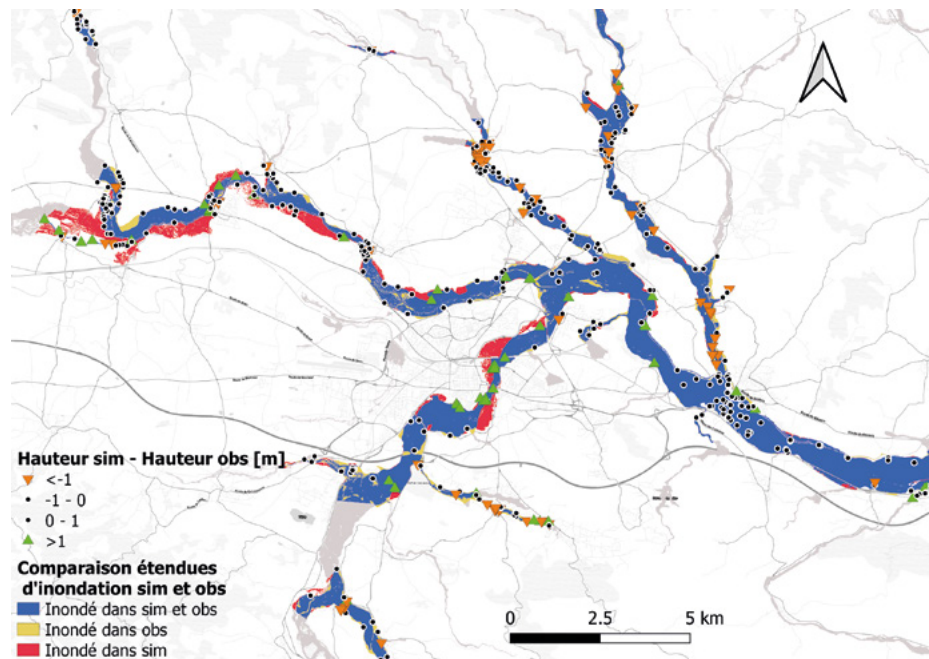 Hauteur sim - Hauteur obs [m]
<-1
-1 - 0
0 - 1
>1
Comparaison étendues
d'inondation sim et obs
Inondé dans sim et obs
Inondé dans obs
Inondé dans sim
0 2.5 5 km